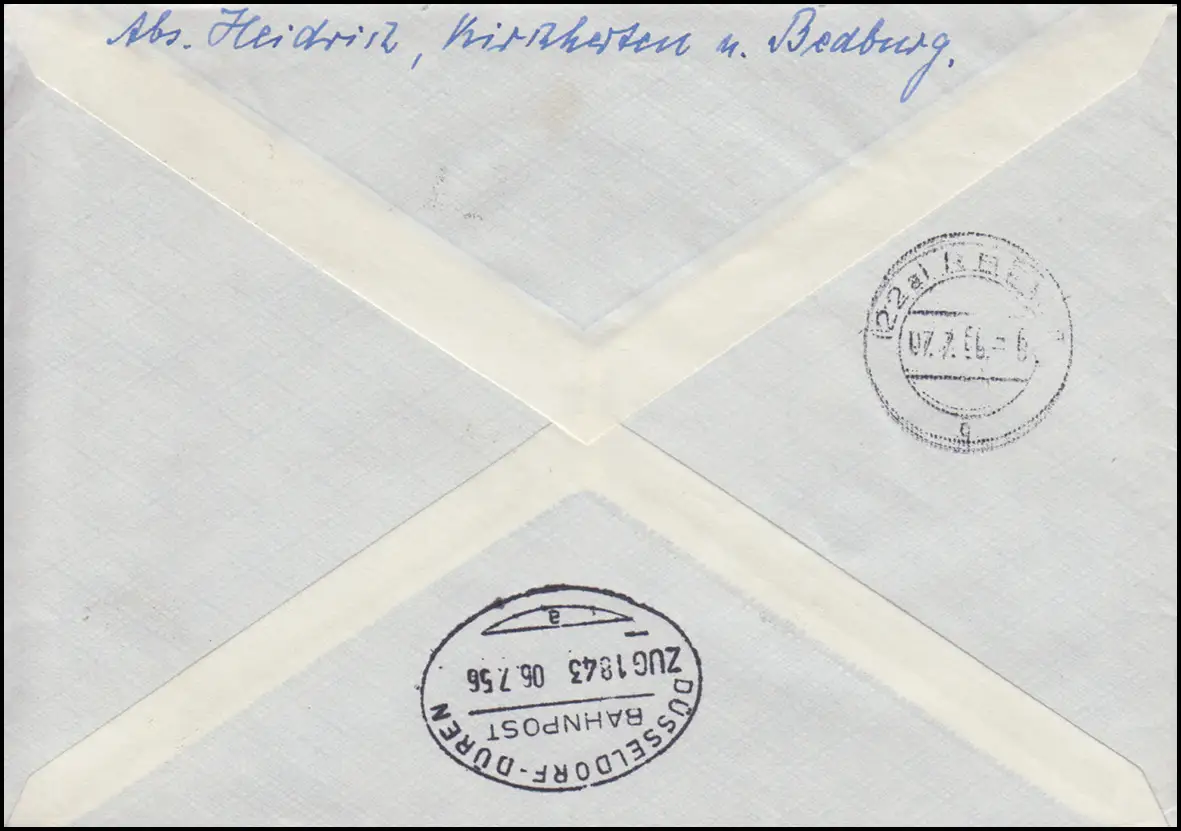 Abs. Heidrich, Kirchherten ü. Bedburg.
(22a)
07.7.56.-6
g
a
ZUG 1843 06.7.56
BAHNPOST
DÜSSELDORF-DÜREN